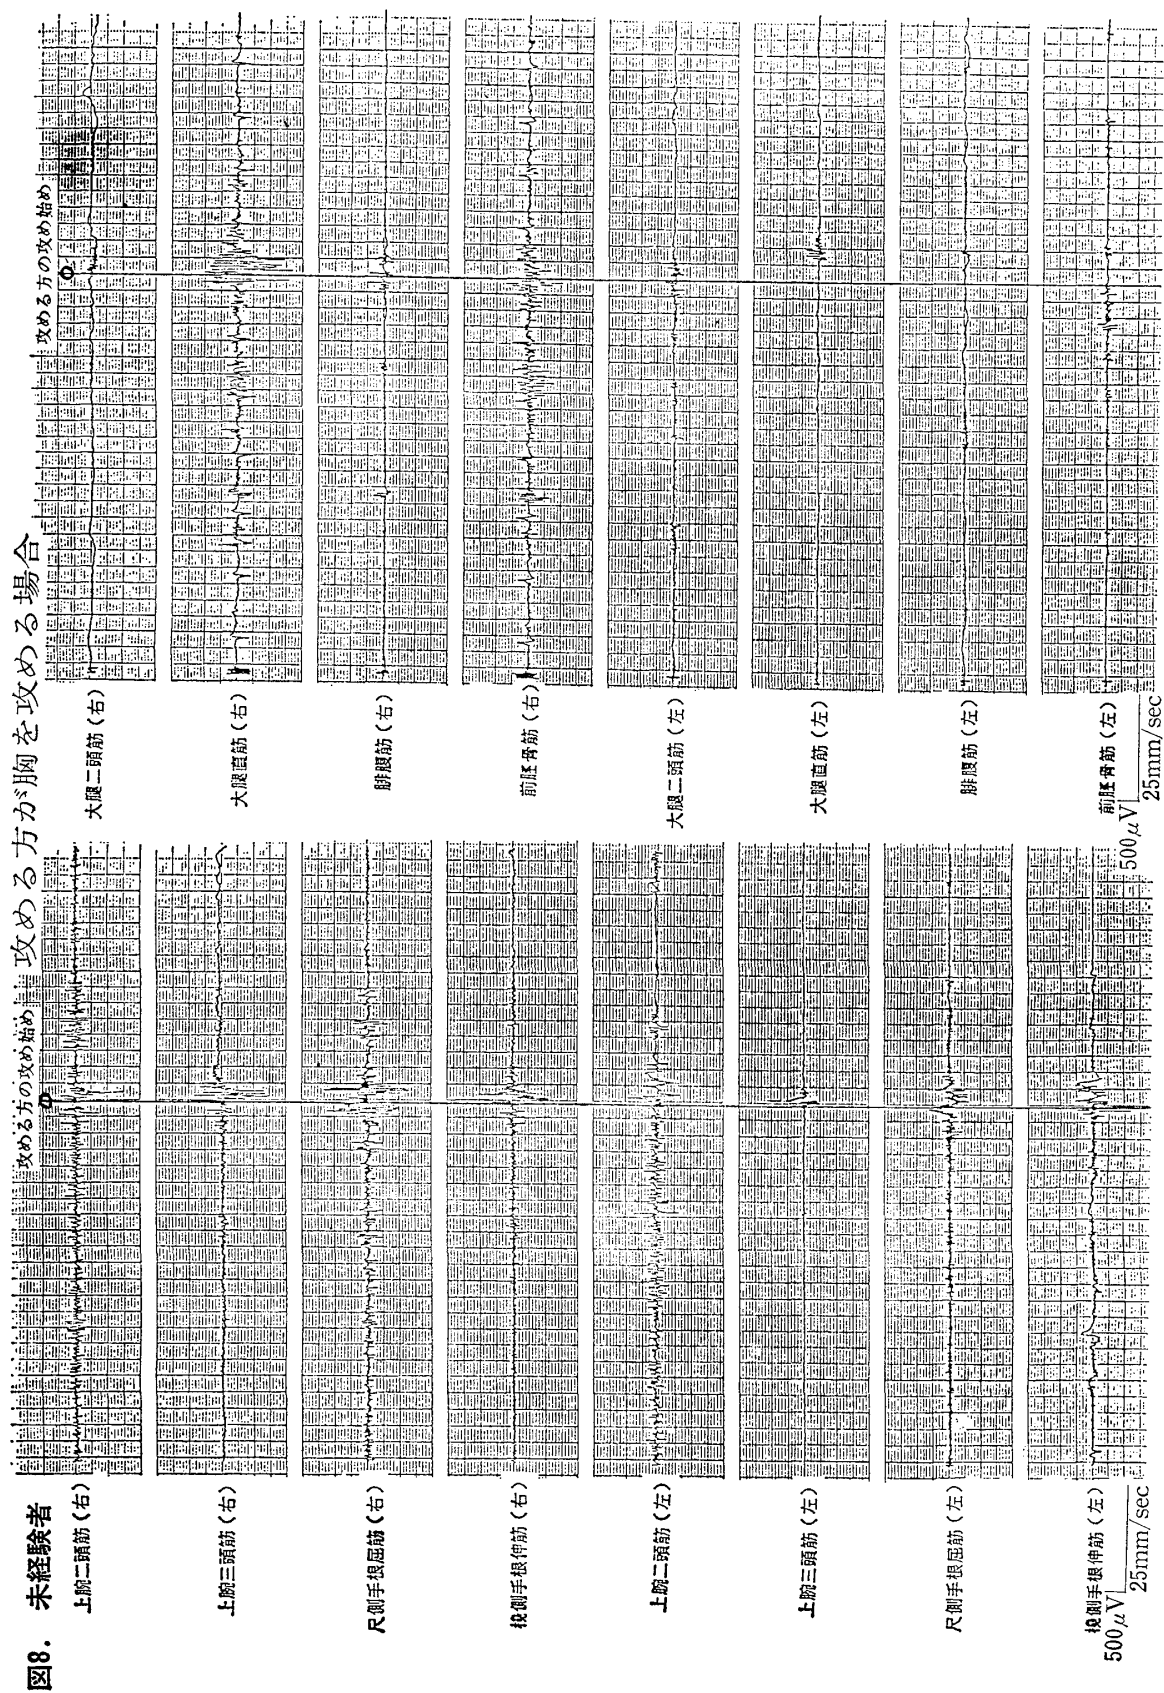 図8. 未経験者 攻める方が胸を攻める場合
攻める方の攻め始め
上腕二頭筋(右)
上腕三頭筋(右)
尺側手根屈筋(右)
橈側手根伸筋(右)
上腕二頭筋(左)
上腕三頭筋(左)
尺側手根屈筋(左)
橈側手根伸筋(左)
500μV
25mm/sec
攻める方の攻め始め
大腿二頭筋(右)
大腿直筋(右)
腓腹筋(右)
前脛骨筋(右)
大腿二頭筋(左)
大腿直筋(左)
腓腹筋(左)
前脛骨筋(左)
500μV
25mm/sec